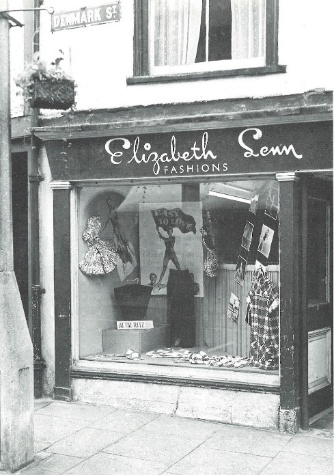 DENMARK ST.
Elizabeth Lenn
FASHIONS